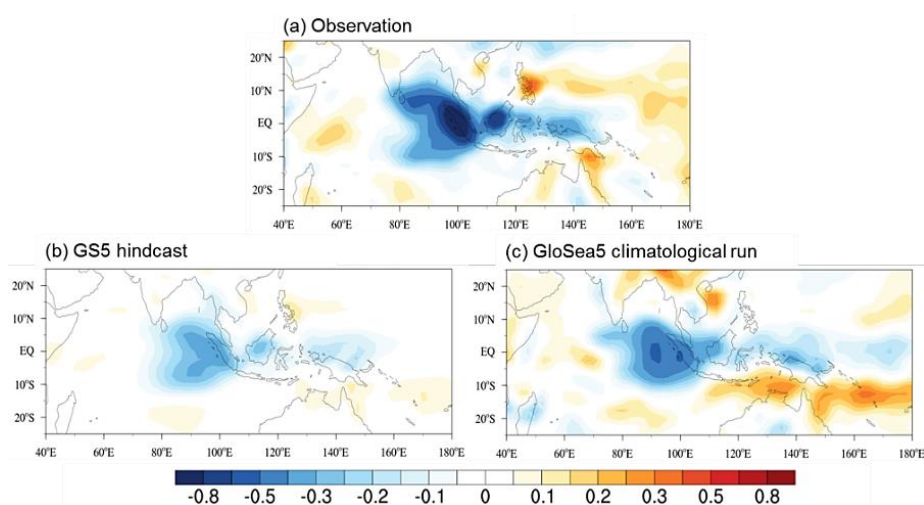 (a) Observation
20°N
10°N
EQ
10°S
20°S
40°E 60°E 80°E 100°E 120°E 140°E 160°E 180°E
(b) GS5 hindcast
20°N
10°N
EQ
10°S
20°S
40°E 60°E 80°E 100°E 120°E 140°E 160°E 180°E
(c) GloSea5 climatological run
20°N
10°N
EQ
10°S
20°S
40°E 60°E 80°E 100°E 120°E 140°E 160°E 180°E
-0.8 -0.5 -0.3 -0.2 -0.1 0 0.1 0.2 0.3 0.5 0.8